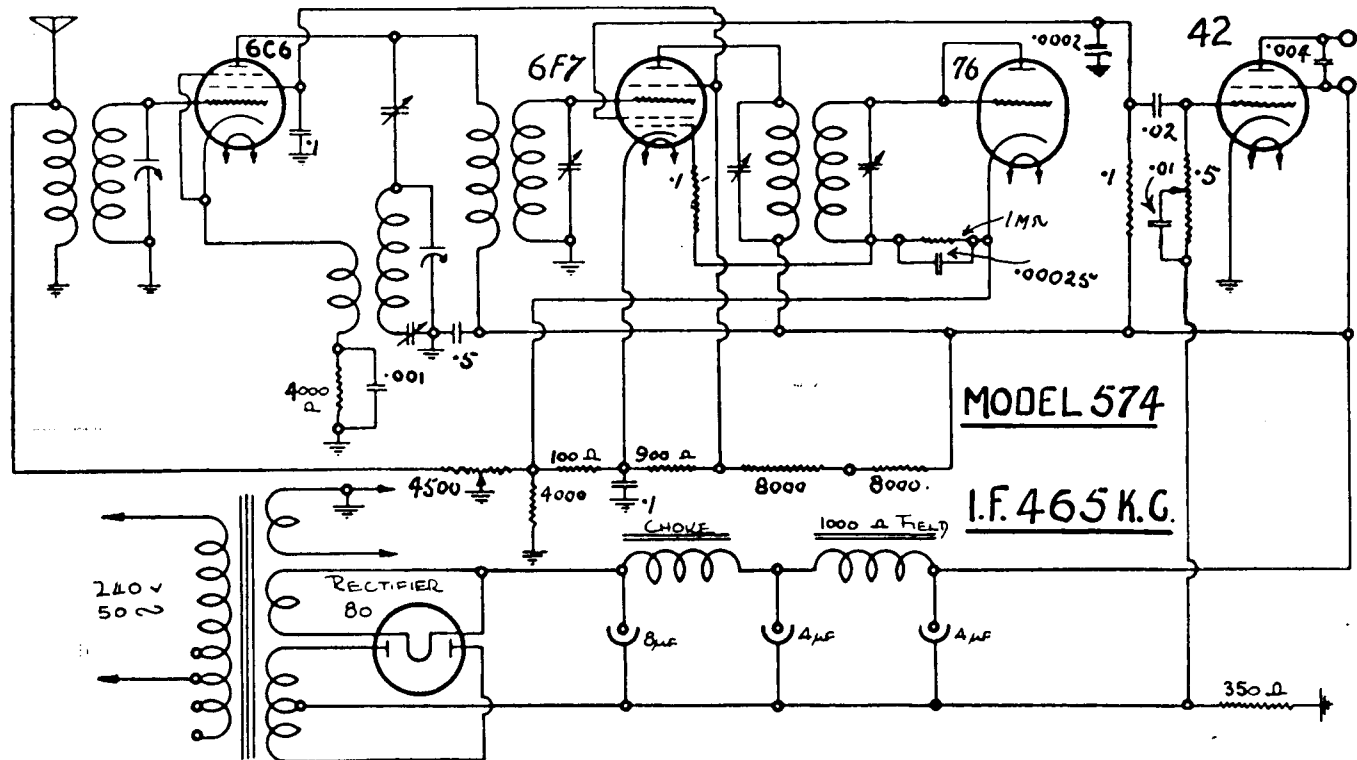 6C6
6F7
76
42
.0002
.004
.1
.02
.1
.01
.5
.1
1MΩ
.00025
.5
.001
4000
Ω
MODEL 574
4500
100 Ω
900 Ω
8000
8000.
4000
.1
I.F. 465 K.C.
CHOKE
1000 Ω FIELD
240 v
50 ~
RECTIFIER
80
8µF
4µF
4µF
350 Ω